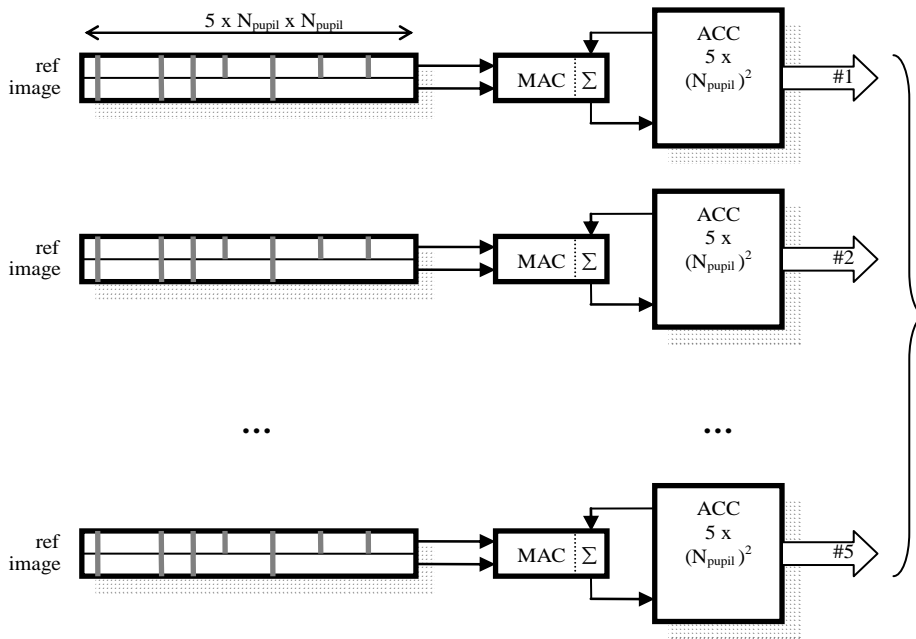 5 x N_pupil x N_pupil
ref
image
MAC Σ
ACC
5 x
(N_pupil)²
#1
ref
image
MAC Σ
ACC
5 x
(N_pupil)²
#2
... ...
ref
image
MAC Σ
ACC
5 x
(N_pupil)²
#5